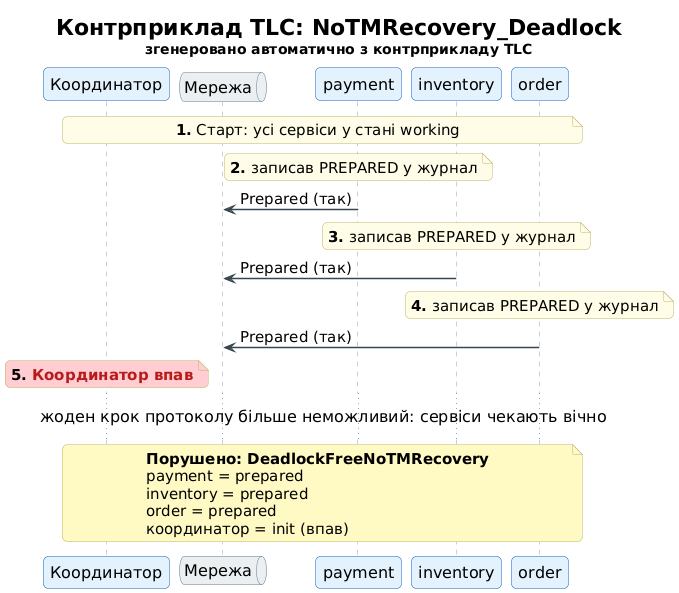 Контрприклад TLC: NoTMRecovery_Deadlock
згенеровано автоматично з контрприкладу TLC
Координатор Мережа payment inventory order
1. Старт: усі сервіси у стані working
2. записав PREPARED у журнал
Prepared (так)
3. записав PREPARED у журнал
Prepared (так)
4. записав PREPARED у журнал
Prepared (так)
5. Координатор впав
жоден крок протоколу більше неможливий: сервіси чекають вічно
Порушено: DeadlockFreeNoTMRecovery
payment = prepared
inventory = prepared
order = prepared
координатор = init (впав)
Координатор Мережа payment inventory order